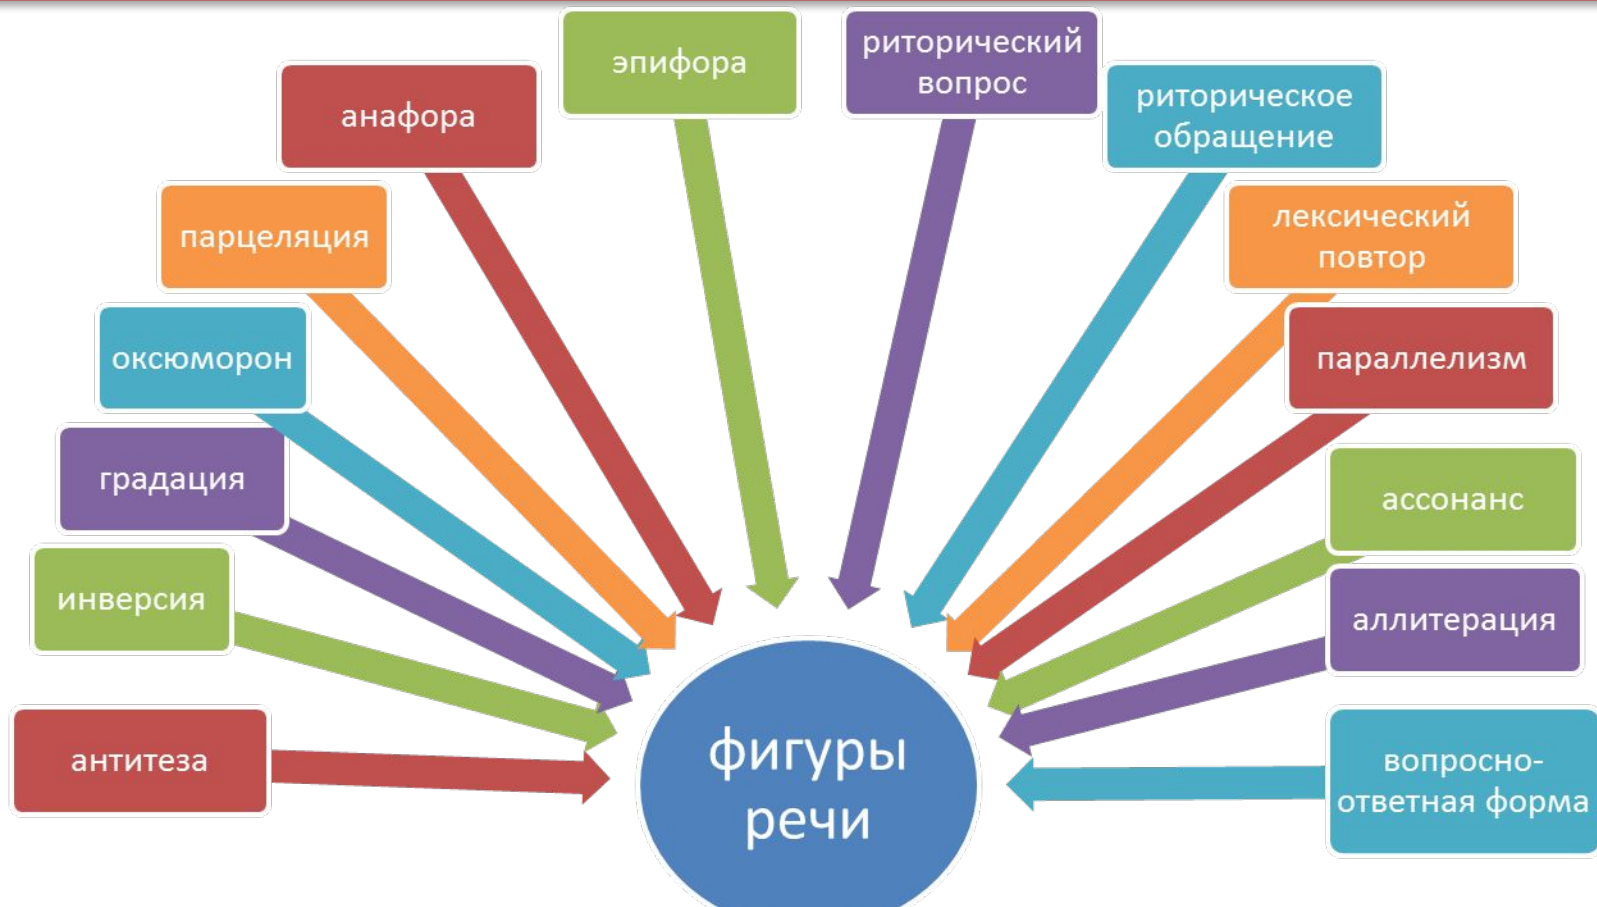 эпифора
риторический
вопрос
анафора
риторическое
обращение
парцеляция
лексический
повтор
оксюморон
параллелизм
градация
ассонанс
инверсия
аллитерация
антитеза
вопросно-
ответная форма
фигуры
речи